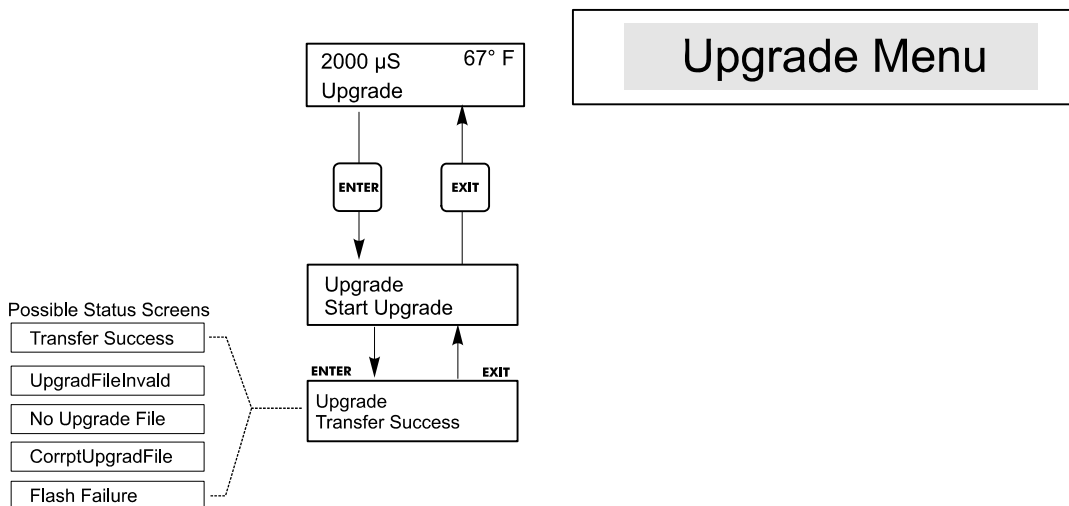 Upgrade Menu
2000 µS 67° F
Upgrade
ENTER EXIT
Upgrade
Start Upgrade
ENTER EXIT
Upgrade
Transfer Success
Possible Status Screens
Transfer Success
UpgradFileInvald
No Upgrade File
CorrptUpgradFile
Flash Failure